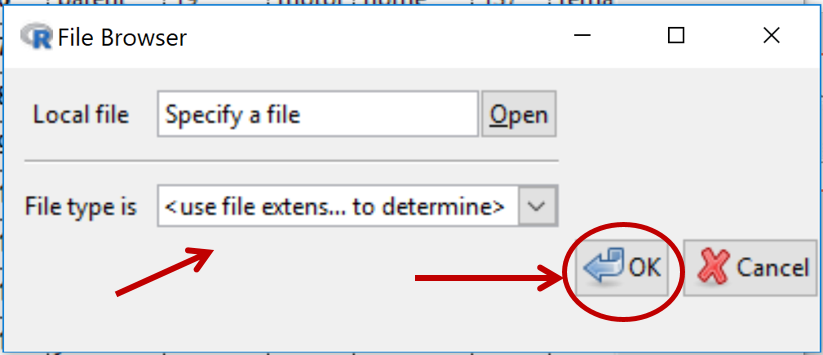 File Browser
Local file Specify a file Open
File type is <use file extens... to determine>
OK Cancel